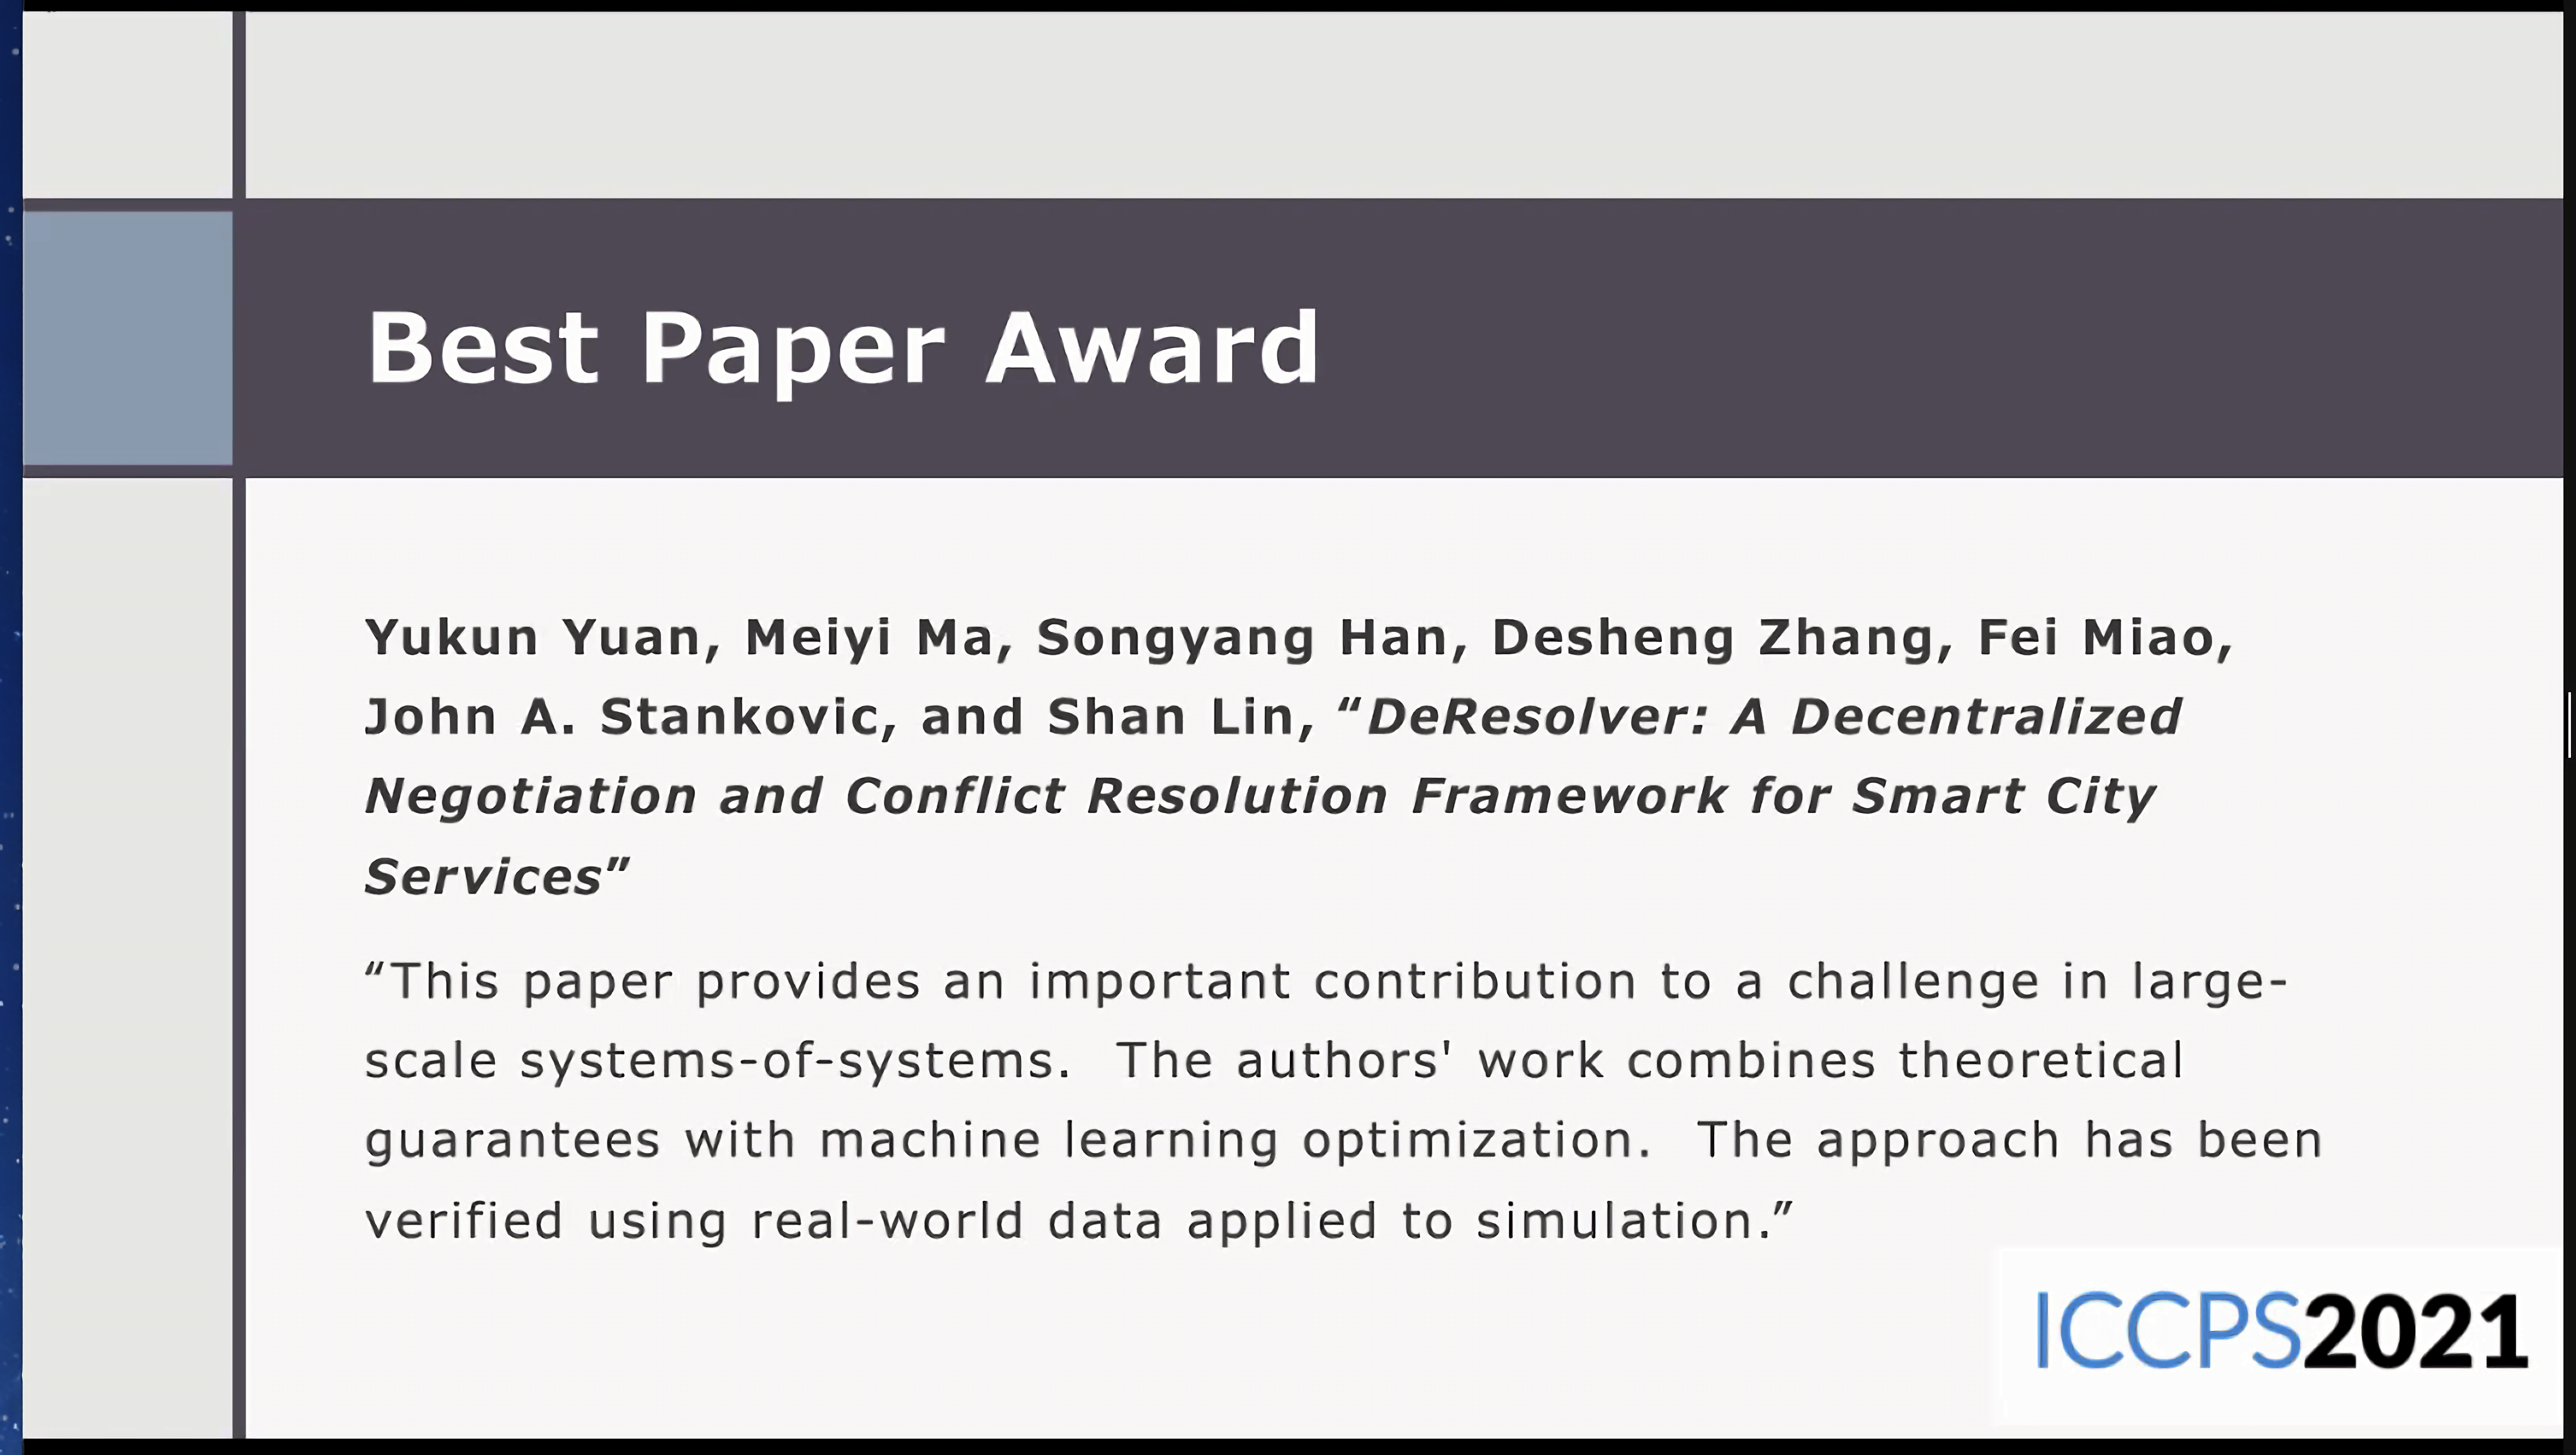 Best Paper Award
Yukun Yuan, Meiyi Ma, Songyang Han, Desheng Zhang, Fei Miao,
John A. Stankovic, and Shan Lin, “DeResolver: A Decentralized
Negotiation and Conflict Resolution Framework for Smart City
Services”
“This paper provides an important contribution to a challenge in large-
scale systems-of-systems.  The authors' work combines theoretical
guarantees with machine learning optimization.  The approach has been
verified using real-world data applied to simulation.”
ICCPS2021